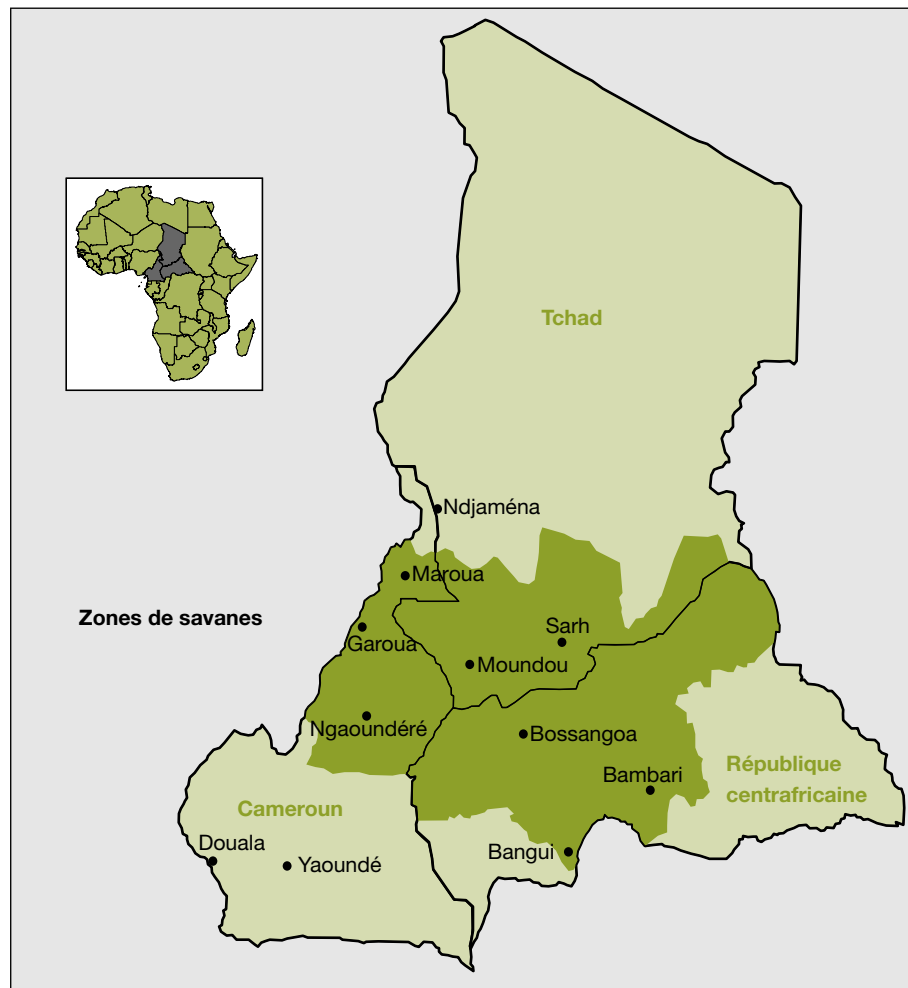 Tchad
Ndjaména
Maroua
Zones de savanes
Garoua
Sarh
Moundou
Ngaoundéré
Bossangoa
République
centrafricaine
Bambari
Cameroun
Douala
Yaoundé
Bangui